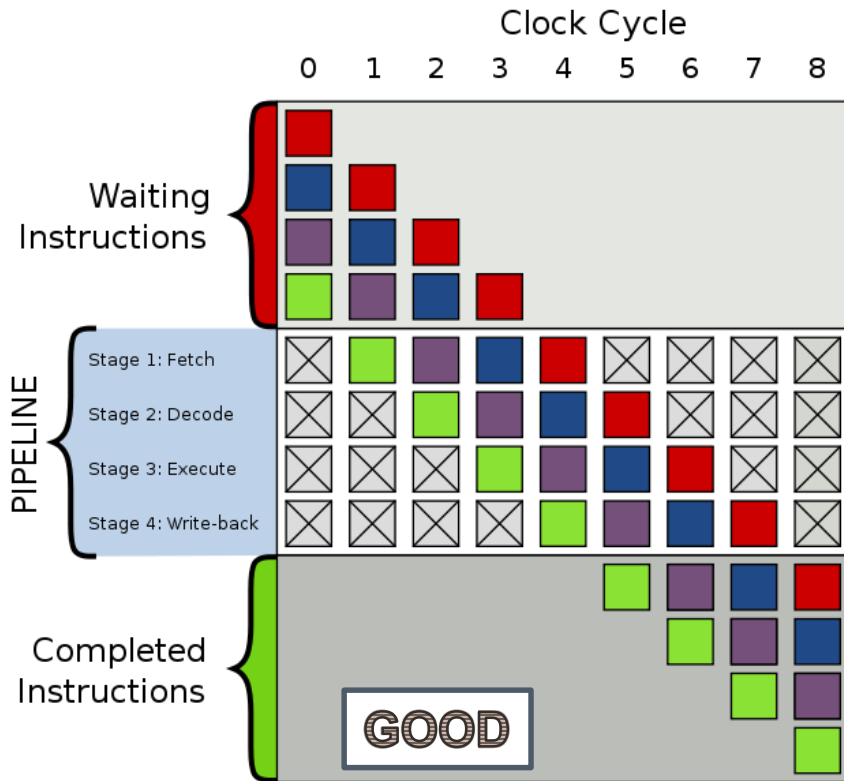 Clock Cycle
0 1 2 3 4 5 6 7 8
Waiting
Instructions
PIPELINE
Stage 1: Fetch
Stage 2: Decode
Stage 3: Execute
Stage 4: Write-back
Completed
Instructions
GOOD